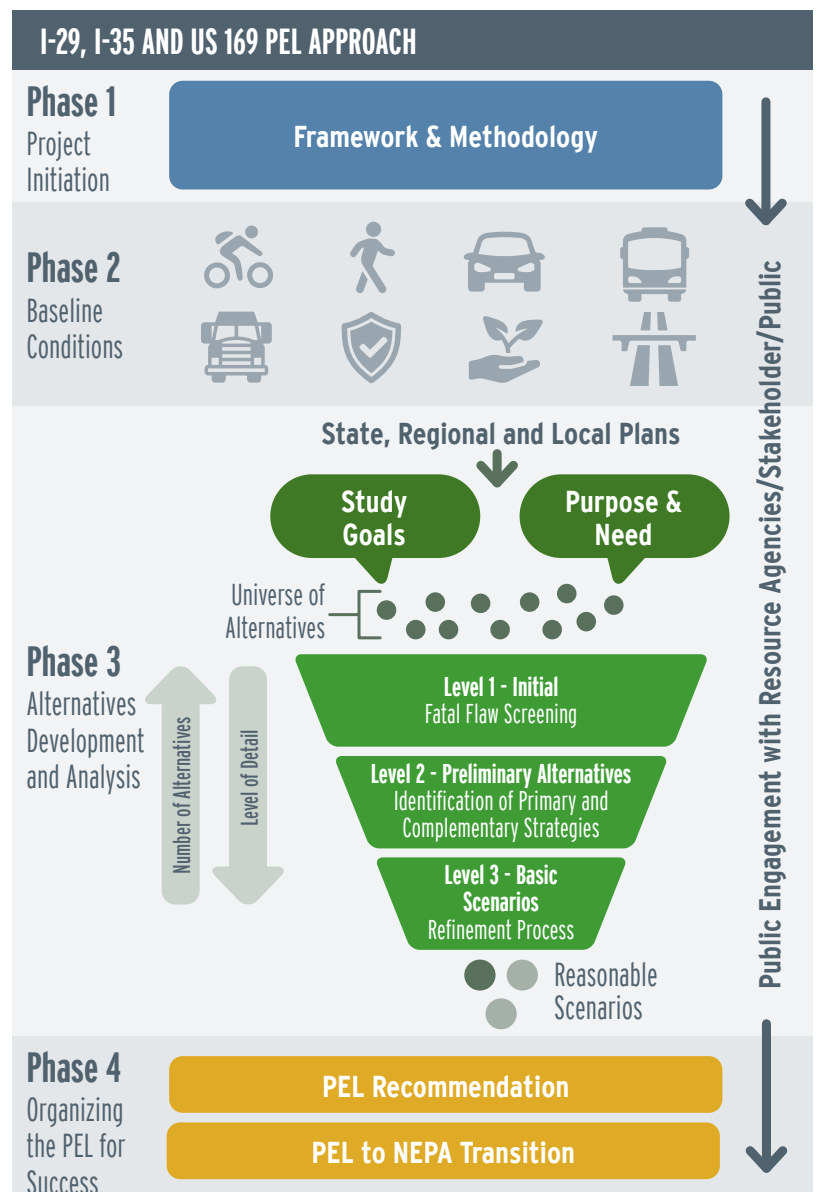 I-29, I-35 AND US 169 PEL APPROACH
Phase 1
Project
Initiation
Framework & Methodology
Phase 2
Baseline
Conditions
State, Regional and Local Plans
Study
Goals
Purpose &
Need
Universe of
Alternatives
Phase 3
Alternatives
Development
and Analysis
Number of Alternatives
Level of Detail
Level 1 - Initial
Fatal Flaw Screening
Level 2 - Preliminary Alternatives
Identification of Primary and
Complementary Strategies
Level 3 - Basic
Scenarios
Refinement Process
Reasonable
Scenarios
Public Engagement with Resource Agencies/Stakeholder/Public
Phase 4
Organizing
the PEL for
Success
PEL Recommendation
PEL to NEPA Transition